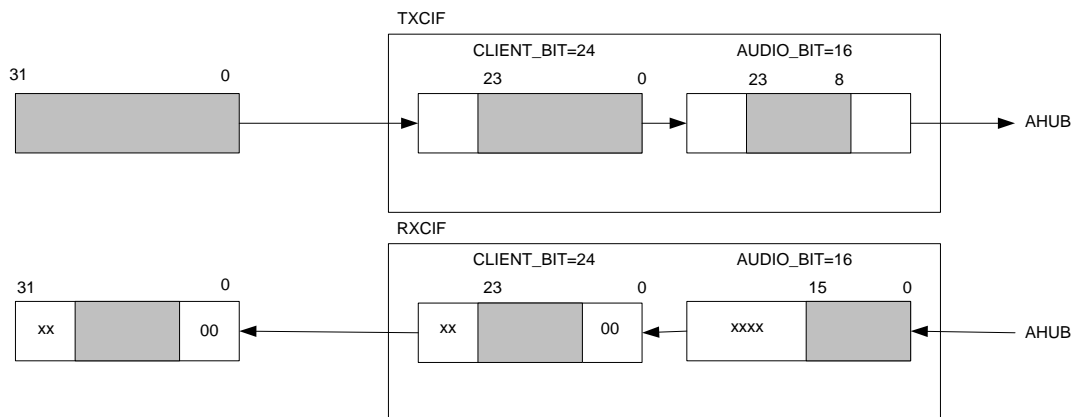 TXCIF
CLIENT_BIT=24 AUDIO_BIT=16
31 0 23 0 23 8
AHUB
RXCIF
CLIENT_BIT=24 AUDIO_BIT=16
31 0 23 0 15 0
xx 00 xx 00 xxxx AHUB